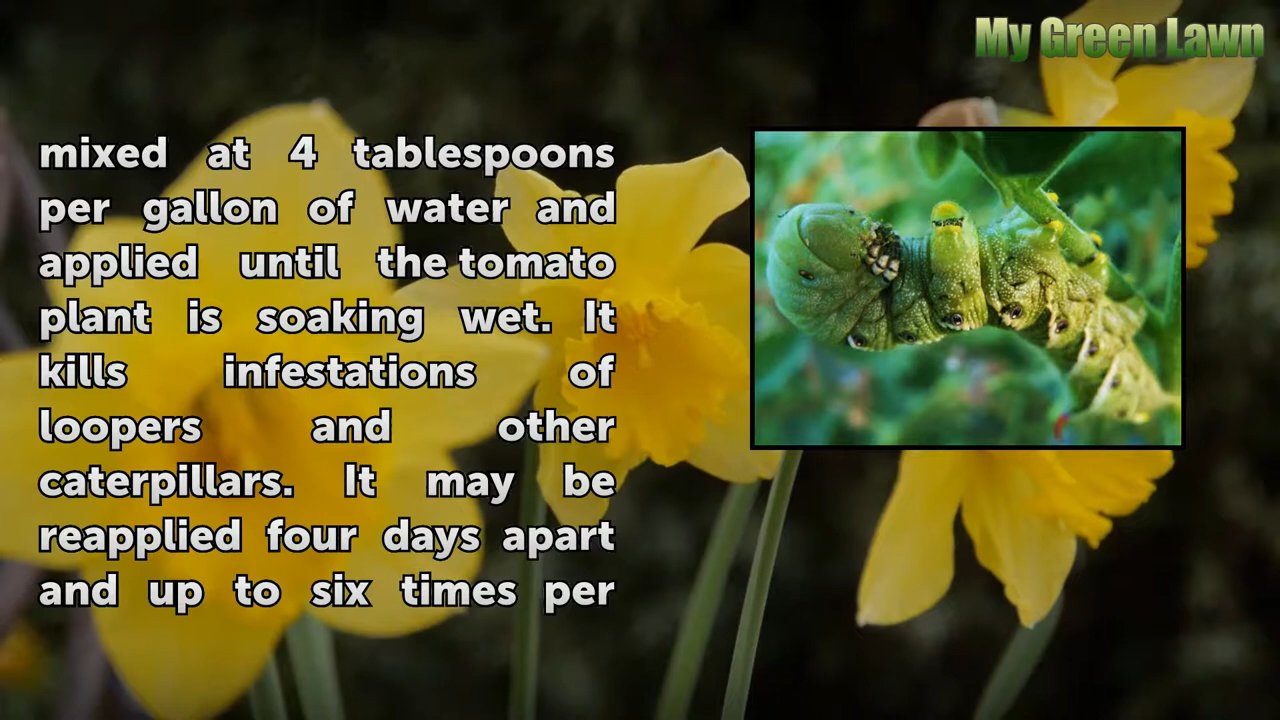 My Green Lawn
mixed at 4 tablespoons
per gallon of water and
applied until the tomato
plant is soaking wet. It
kills infestations of
loopers and other
caterpillars. It may be
reapplied four days apart
and up to six times per